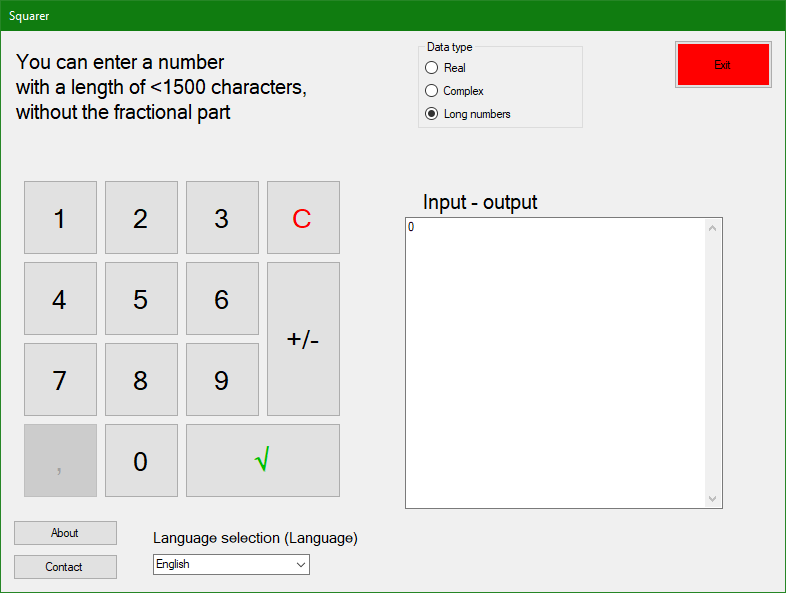 Squarer
You can enter a number
with a length of <1500 characters,
without the fractional part
Data type
Real
Complex
Long numbers
Exit
1 2 3 C
4 5 6
+/-
7 8 9
, 0 √
Input - output
0
About
Contact
Language selection (Language)
English